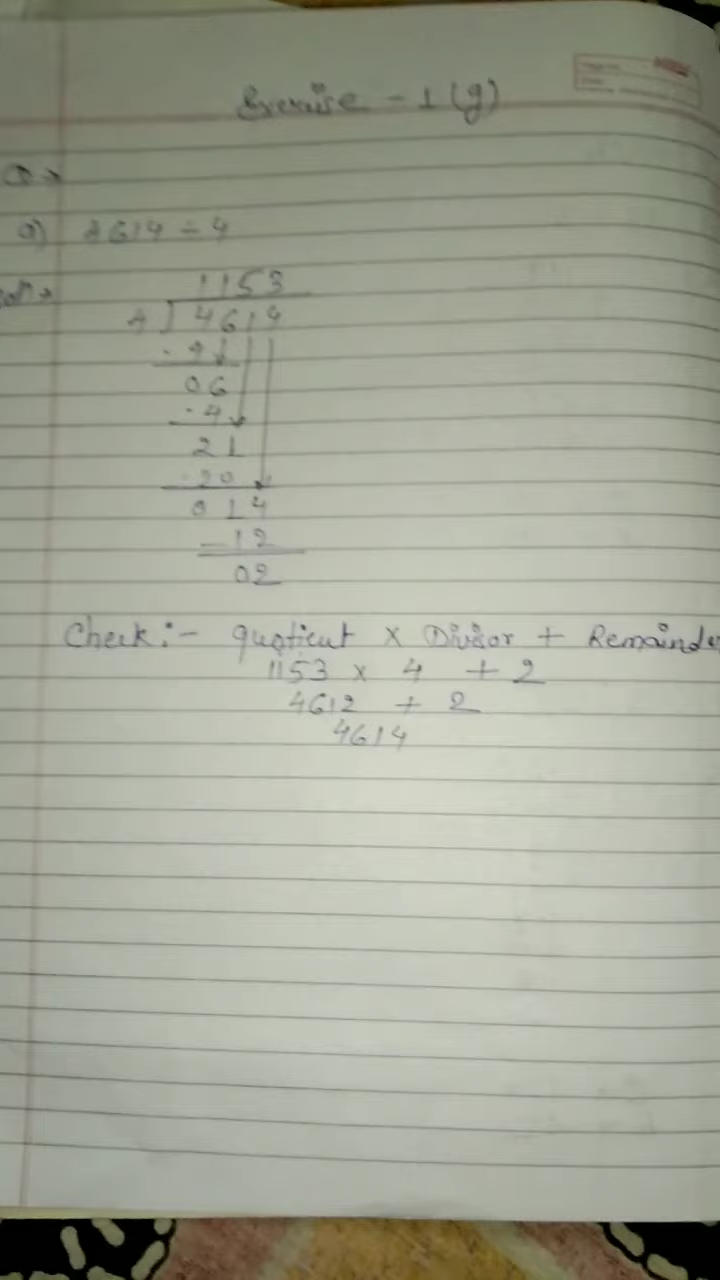 Exercise - 1 (g)
a) 4614 ÷ 4
Solⁿ→
1153
4 ) 4614
- 4
06
- 4
21
- 20
014
- 12
02
Check:- quotient × Divisor + Remainder
1153 × 4 + 2
4612 + 2
4614